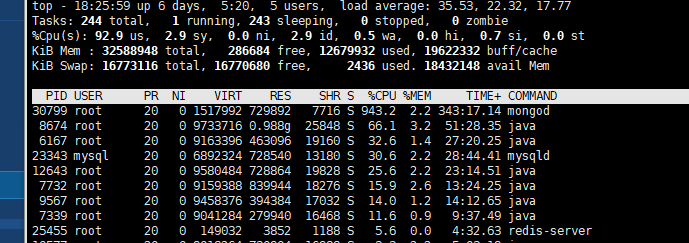 top - 18:25:59 up 6 days,  5:20,  5 users,  load average: 35.53, 22.32, 17.77
Tasks: 244 total,   1 running, 243 sleeping,   0 stopped,   0 zombie
%Cpu(s): 92.9 us,  2.9 sy,  0.0 ni,  2.9 id,  0.5 wa,  0.0 hi,  0.7 si,  0.0 st
KiB Mem : 32588948 total,   286684 free, 12679932 used, 19622332 buff/cache
KiB Swap: 16773116 total, 16770680 free,     2436 used. 18432148 avail Mem
PID USER      PR  NI    VIRT    RES    SHR S  %CPU %MEM     TIME+ COMMAND
30799 root      20   0 1517992 729892   7716 S 943.2  2.2 343:17.14 mongod
8674 root      20   0 9733716 0.988g  25848 S  66.1  3.2  51:28.35 java
6167 root      20   0 9163396 463096  19160 S  32.6  1.4  27:20.25 java
23343 mysql     20   0 6892324 728540  13180 S  30.6  2.2  28:44.41 mysqld
12643 root      20   0 9580484 728864  19828 S  25.6  2.2  23:14.51 java
7732 root      20   0 9159388 839944  18276 S  15.9  2.6  13:24.25 java
9567 root      20   0 9458376 394384  17032 S  14.0  1.2  14:12.65 java
7339 root      20   0 9041284 279940  16468 S  11.6  0.9   9:37.49 java
25455 root      20   0  149032   3852   1188 S   5.6  0.0   4:32.63 redis-server